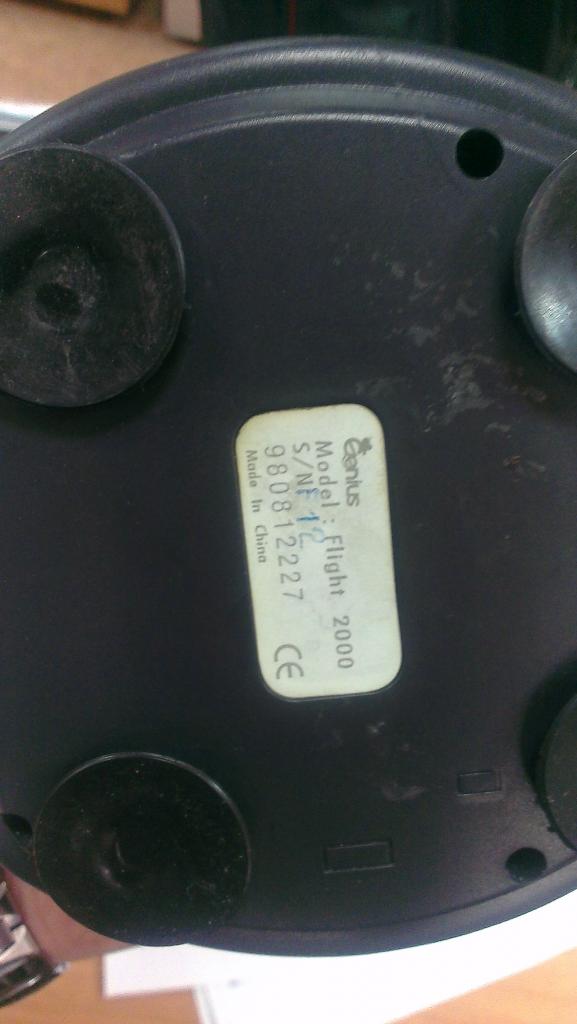 Genius
Model : Flight 2000
S/N
980812227
Made In China
CE